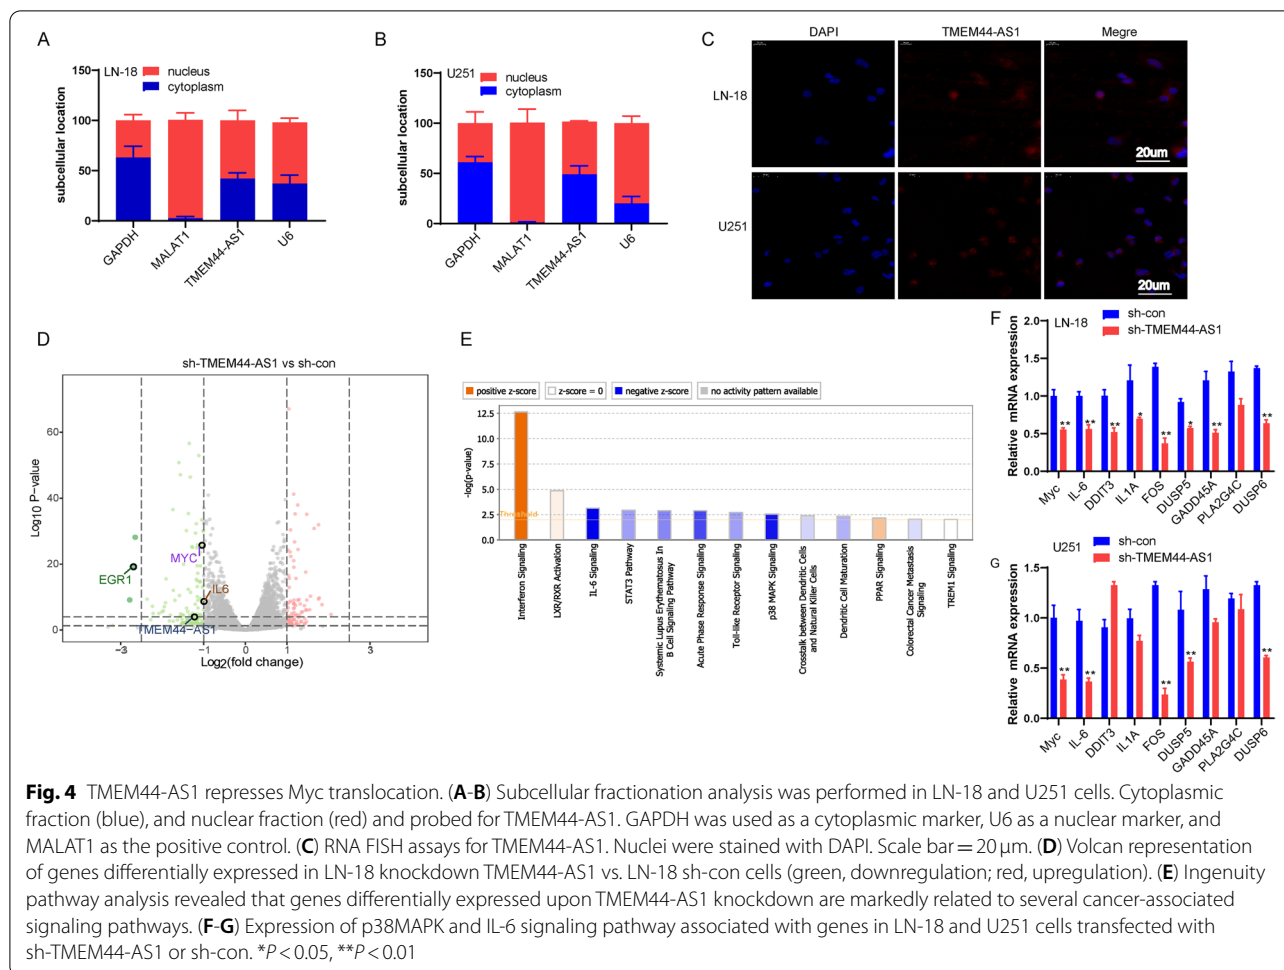 A
LN-18
nucleus
cytoplasm
subcellular location
150
100
50
0
GAPDH
MALAT1
TMEM44-AS1
U6
B
U251
nucleus
cytoplasm
subcellular location
150
100
50
0
GAPDH
MALAT1
TMEM44-AS1
U6
C
DAPI
TMEM44-AS1
Megre
LN-18
20um
U251
20um
D
sh-TMEM44-AS1 vs sh-con
Log10 P-value
60
40
20
0
MYC
EGR1
IL6
TMEM44-AS1
-3
-1
0
1
3
Log2(fold change)
E
positive z-score
z-score = 0
negative z-score
no activity pattern available
-log(p-value)
12.5
10.0
7.5
5.0
2.5
0.0
Threshold
Interferon Signaling
LXR/RXR Activation
IL-6 Signaling
STAT3 Pathway
Systemic Lupus Erythematosus In
B Cell Signaling Pathway
Acute Phase Response Signaling
Toll-like Receptor Signaling
p38 MAPK Signaling
Crosstalk between Dendritic Cells
and Natural Killer Cells
Dendritic Cell Maturation
PPAR Signaling
Colorectal Cancer Metastasis
Signaling
TREM1 Signaling
F
LN-18
sh-con
sh-TMEM44-AS1
Relative mRNA expression
2.0
1.5
1.0
0.5
0.0
** ** ** * ** * ** **
Myc
IL-6
DDIT3
IL1A
FOS
DUSP5
GADD45A
PLA2G4C
DUSP6
G
U251
sh-con
sh-TMEM44-AS1
Relative mRNA expression
1.5
1.0
0.5
0.0
** ** ** ** **
Myc
IL-6
DDIT3
IL1A
FOS
DUSP5
GADD45A
PLA2G4C
DUSP6
Fig. 4 TMEM44-AS1 represses Myc translocation. (A-B) Subcellular fractionation analysis was performed in LN-18 and U251 cells. Cytoplasmic
fraction (blue), and nuclear fraction (red) and probed for TMEM44-AS1. GAPDH was used as a cytoplasmic marker, U6 as a nuclear marker, and
MALAT1 as the positive control. (C) RNA FISH assays for TMEM44-AS1. Nuclei were stained with DAPI. Scale bar = 20 μm. (D) Volcan representation
of genes differentially expressed in LN-18 knockdown TMEM44-AS1 vs. LN-18 sh-con cells (green, downregulation; red, upregulation). (E) Ingenuity
pathway analysis revealed that genes differentially expressed upon TMEM44-AS1 knockdown are markedly related to several cancer-associated
signaling pathways. (F-G) Expression of p38MAPK and IL-6 signaling pathway associated with genes in LN-18 and U251 cells transfected with
sh-TMEM44-AS1 or sh-con. *P < 0.05, **P < 0.01